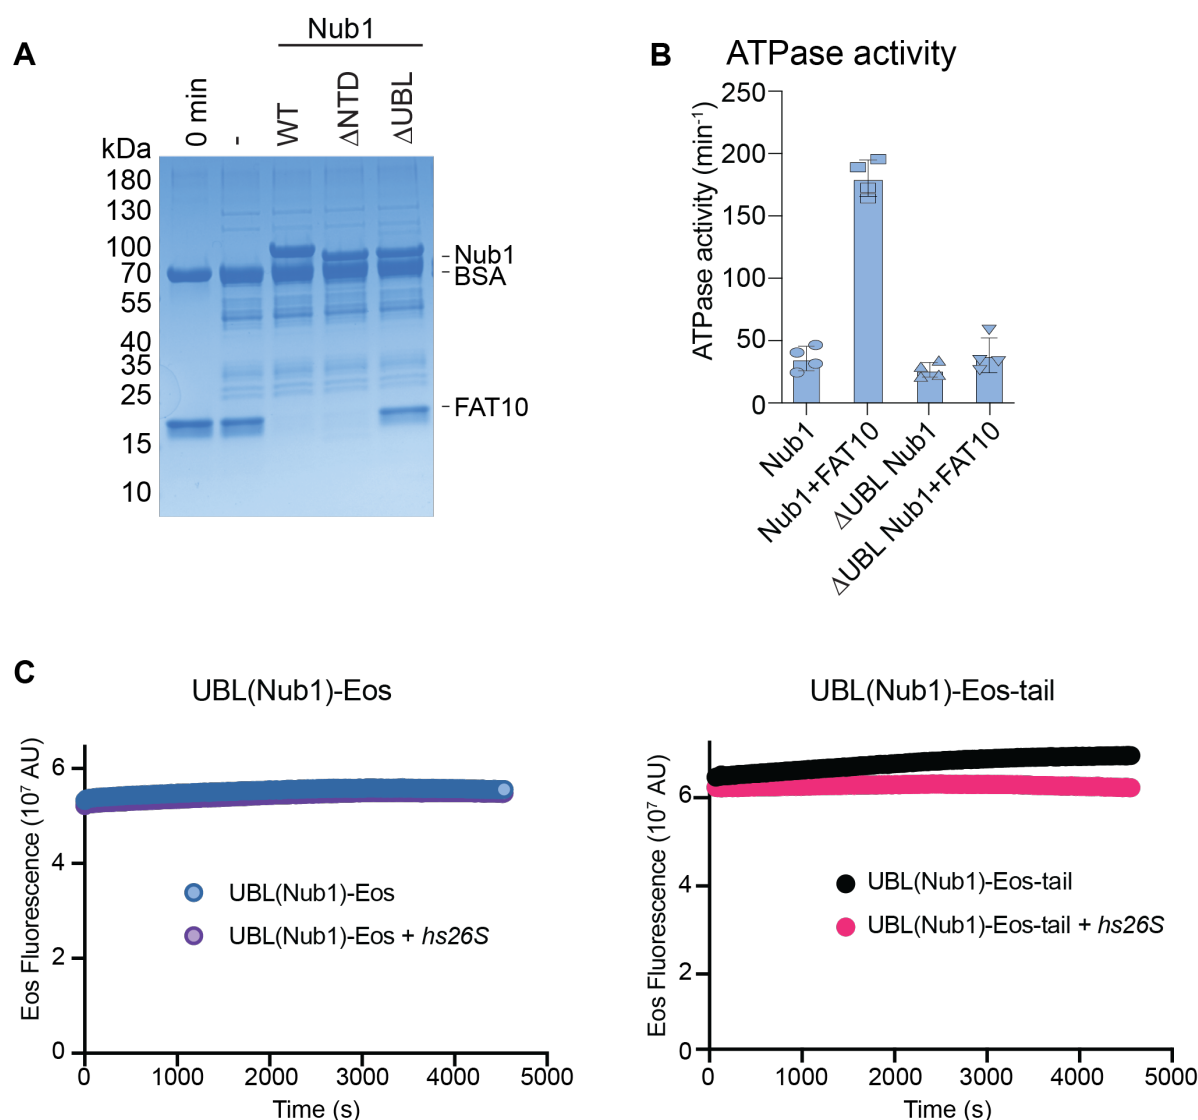 A
Nub1
0 min
-
WT
ΔNTD
ΔUBL
kDa
180
130
100
70
55
40
35
25
15
10
Nub1
BSA
FAT10
B
ATPase activity
ATPase activity (min⁻¹)
250
200
150
100
50
0
Nub1
Nub1+FAT10
ΔUBL Nub1
ΔUBL Nub1+FAT10
C
UBL(Nub1)-Eos
Eos Fluorescence (10⁷ AU)
6
4
2
0
UBL(Nub1)-Eos
UBL(Nub1)-Eos + hs26S
0 1000 2000 3000 4000 5000
Time (s)
UBL(Nub1)-Eos-tail
Eos Fluorescence (10⁷ AU)
6
4
2
0
UBL(Nub1)-Eos-tail
UBL(Nub1)-Eos-tail + hs26S
0 1000 2000 3000 4000 5000
Time (s)